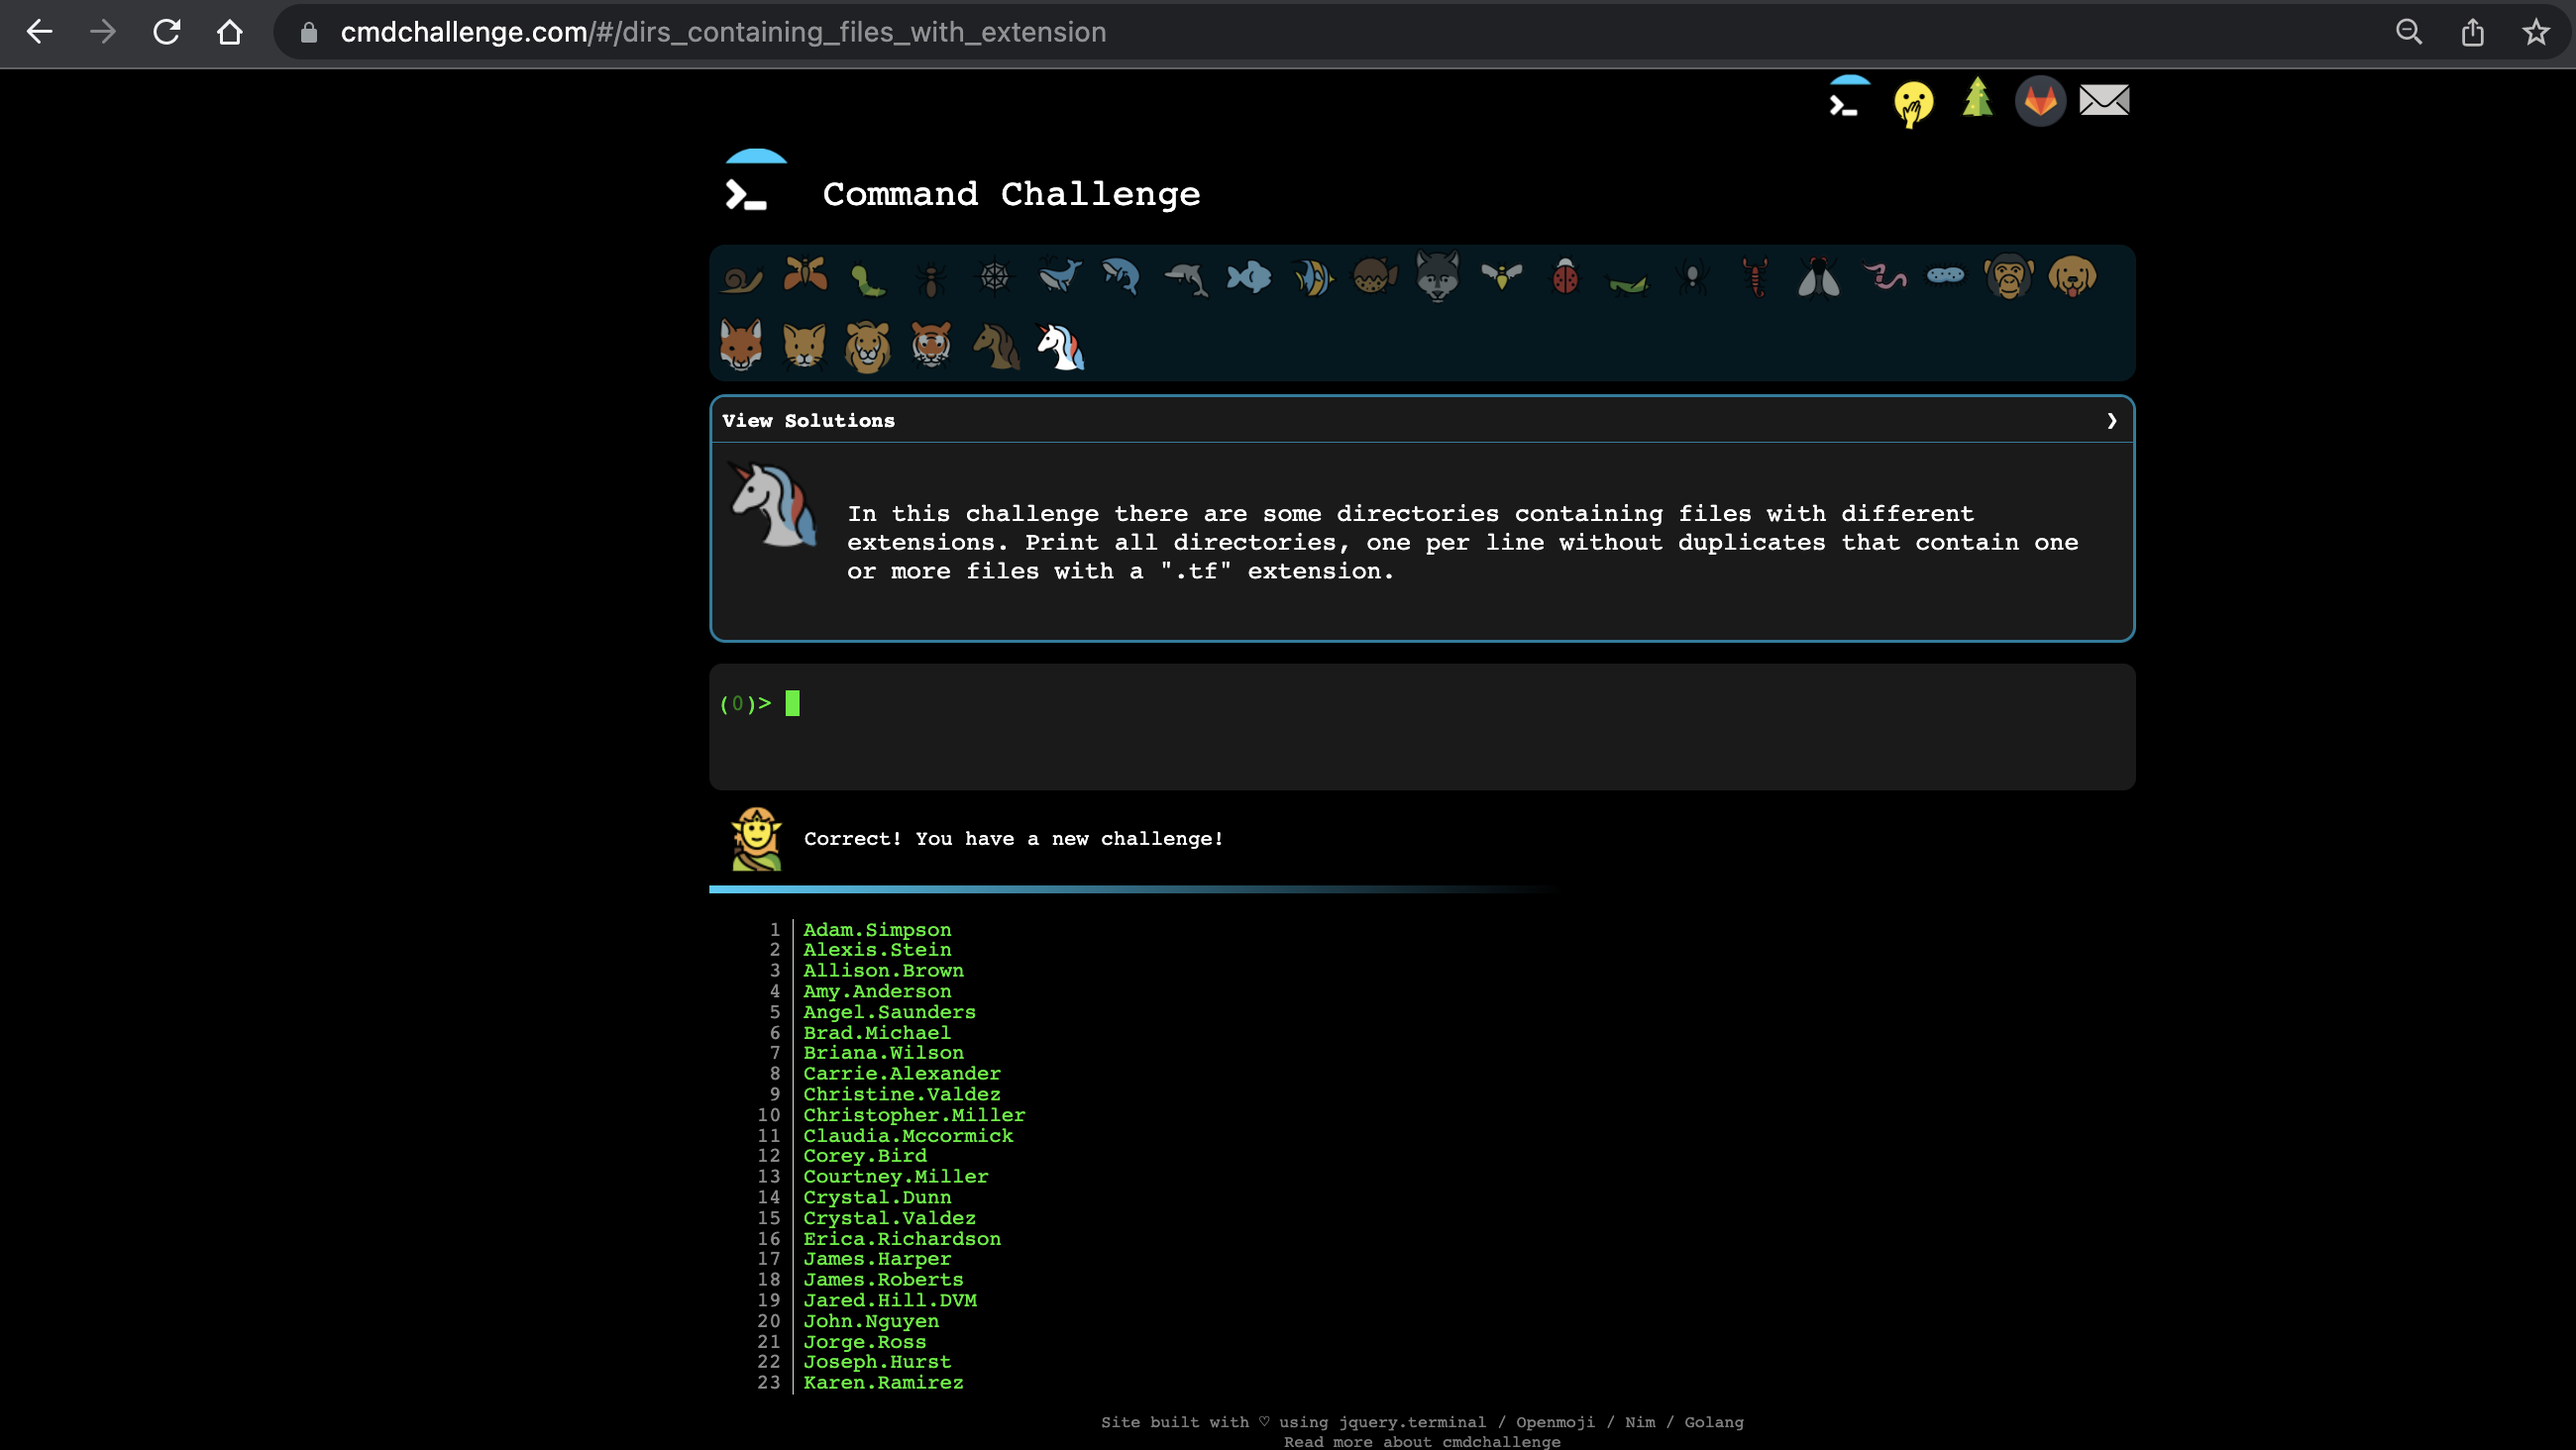 cmdchallenge.com/#/dirs_containing_files_with_extension
Command Challenge
View Solutions ❯
In this challenge there are some directories containing files with different
extensions. Print all directories, one per line without duplicates that contain one
or more files with a ".tf" extension.
(0)>
Correct! You have a new challenge!
1 Adam.Simpson
2 Alexis.Stein
3 Allison.Brown
4 Amy.Anderson
5 Angel.Saunders
6 Brad.Michael
7 Briana.Wilson
8 Carrie.Alexander
9 Christine.Valdez
10 Christopher.Miller
11 Claudia.Mccormick
12 Corey.Bird
13 Courtney.Miller
14 Crystal.Dunn
15 Crystal.Valdez
16 Erica.Richardson
17 James.Harper
18 James.Roberts
19 Jared.Hill.DVM
20 John.Nguyen
21 Jorge.Ross
22 Joseph.Hurst
23 Karen.Ramirez
Site built with ♡ using jquery.terminal / Openmoji / Nim / Golang
Read more about cmdchallenge